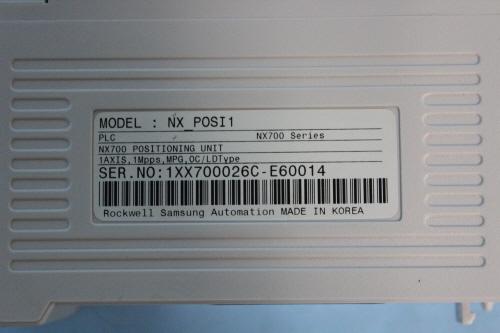 MODEL : NX_POSI1
PLC NX700 Series
NX700 POSITIONING UNIT
1AXIS,1Mpps,MPG,OC/LDType
SER.NO:1XX700026C-E60014
Rockwell Samsung Automation MADE IN KOREA